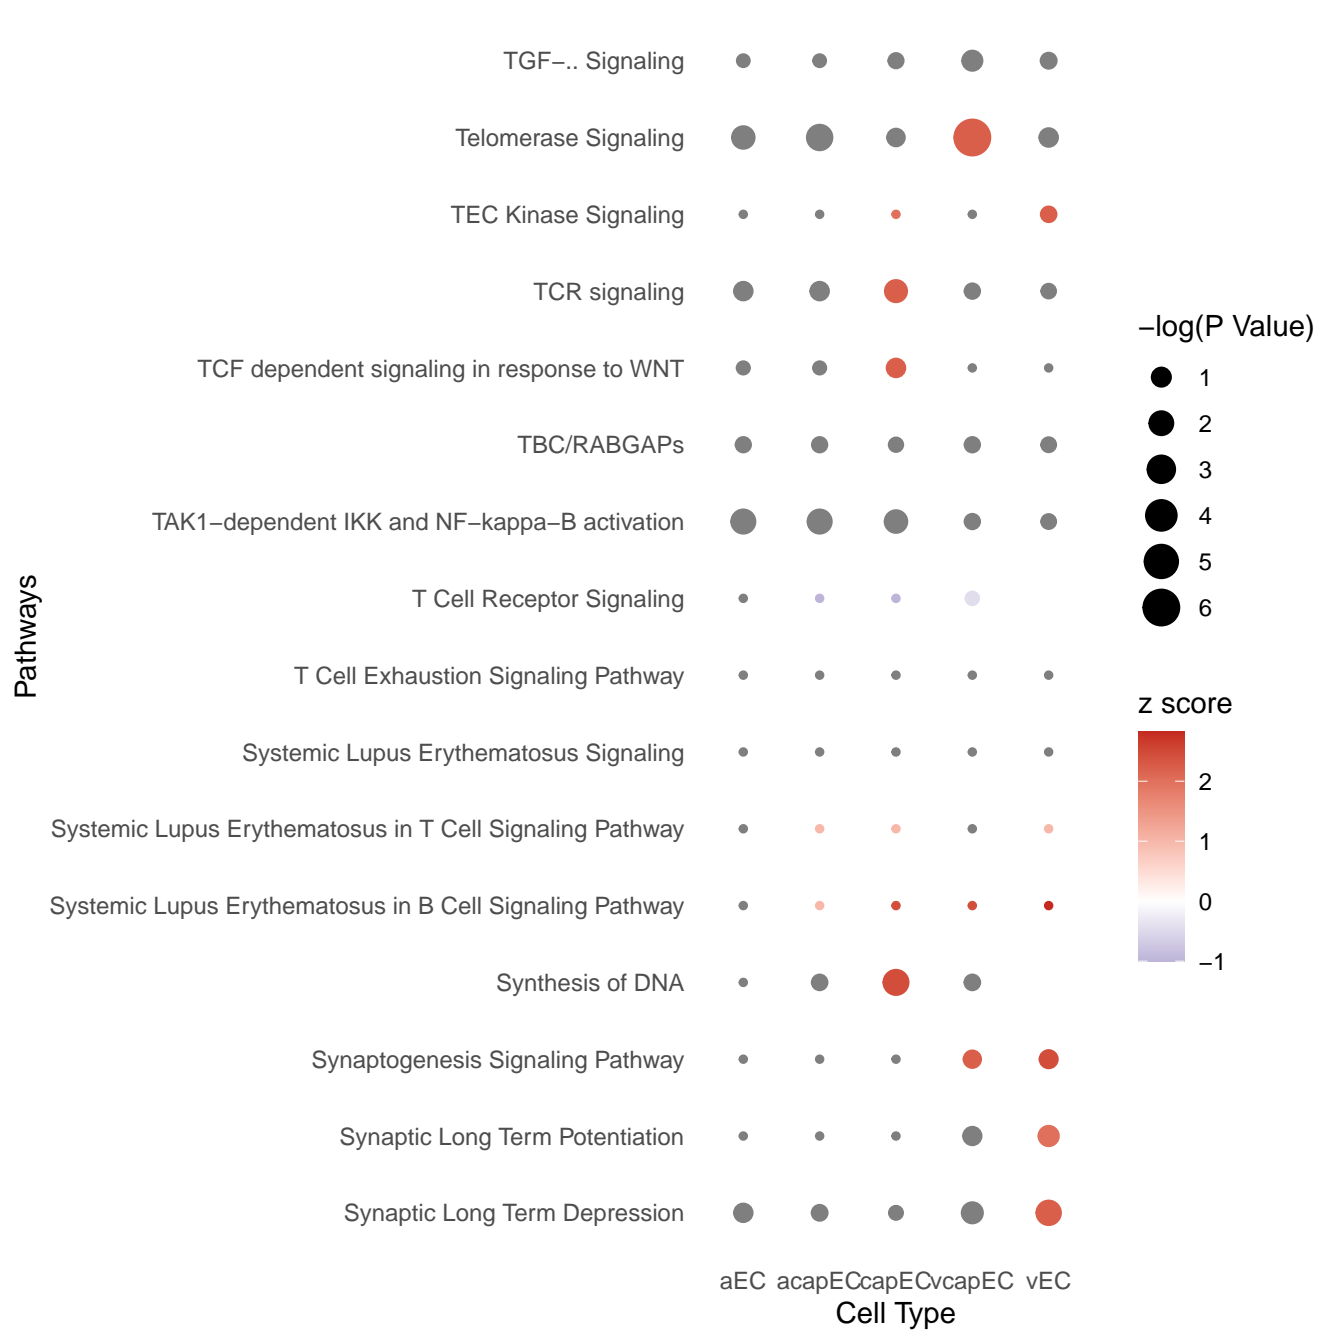 TGF−.. Signaling
Telomerase Signaling
TEC Kinase Signaling
TCR signaling
TCF dependent signaling in response to WNT
TBC/RABGAPs
TAK1−dependent IKK and NF−kappa−B activation
T Cell Receptor Signaling
T Cell Exhaustion Signaling Pathway
Systemic Lupus Erythematosus Signaling
Systemic Lupus Erythematosus in T Cell Signaling Pathway
Systemic Lupus Erythematosus in B Cell Signaling Pathway
Synthesis of DNA
Synaptogenesis Signaling Pathway
Synaptic Long Term Potentiation
Synaptic Long Term Depression
Pathways
aEC acapEC capEC vcapEC vEC
Cell Type
−log(P Value)
1
2
3
4
5
6
z score
2
1
0
−1